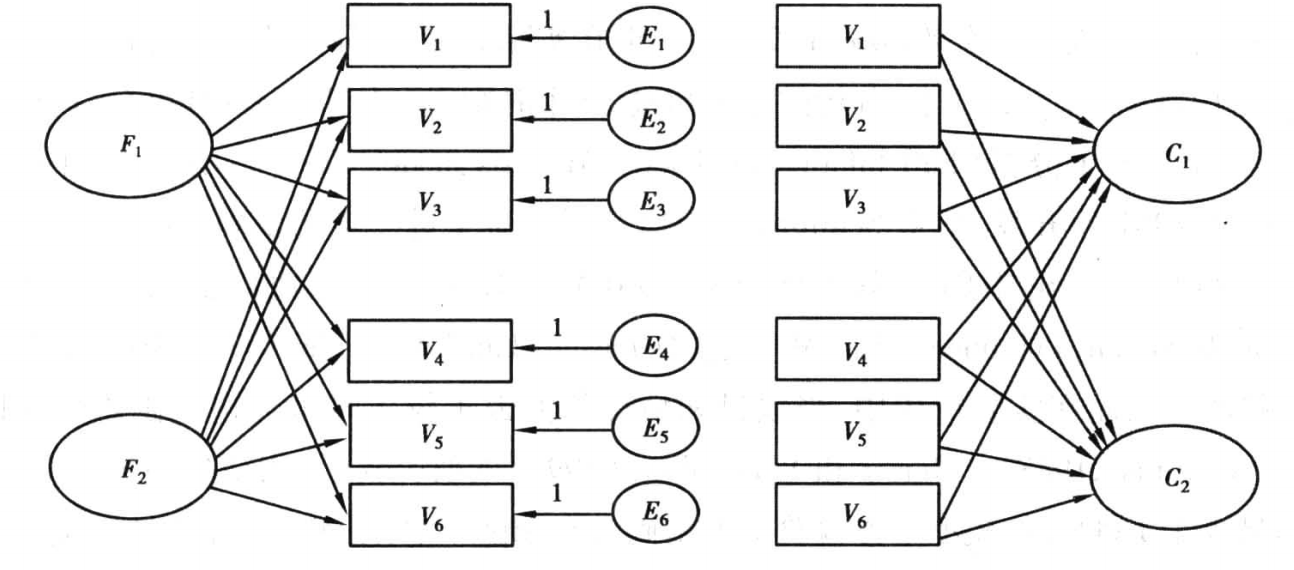 V₁ 1 E₁ V₁
V₂ 1 E₂ V₂
F₁ C₁
V₃ 1 E₃ V₃
V₄ 1 E₄ V₄
V₅ 1 E₅ V₅
F₂ C₂
V₆ 1 E₆ V₆